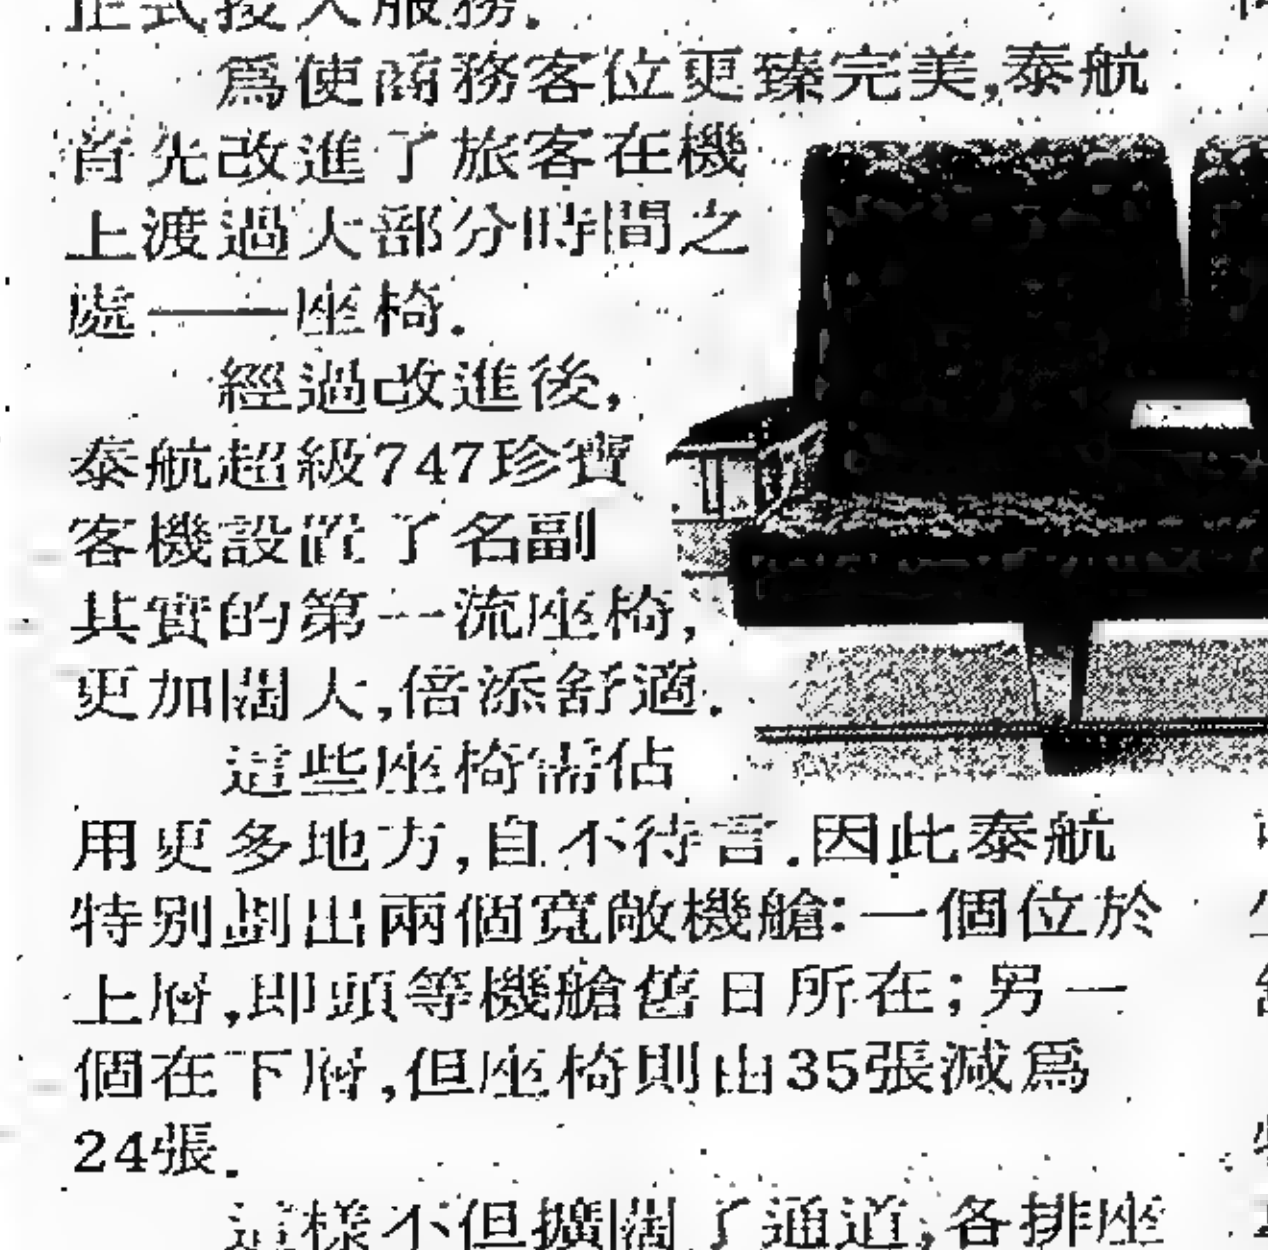 正式投入服務.
為使商務客位更臻完美,泰航
首先改進了旅客在機
上渡過大部分時間之
處——座椅.
經過改進後,
泰航超級747珍寶
客機設置了名副
其實的第一流座椅,
更加闊大,倍添舒適.
這些座椅需佔
用更多地方,自不待言.因此泰航
特别劃出兩個寬敞機艙:一個位於
上層,即頭等機艙舊日所在;另一
個在下層,但座椅則由35張減爲
24張.
這樣不但擴闊了通道,各排座